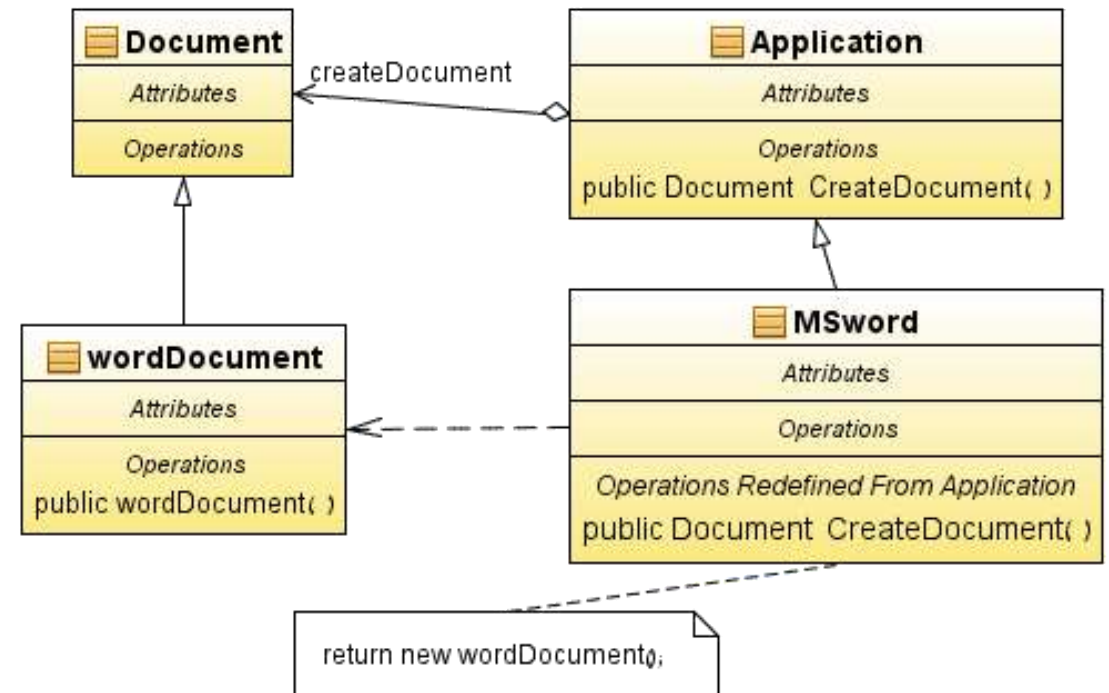 Document
Attributes
Operations
createDocument
Application
Attributes
Operations
public Document CreateDocument( )
wordDocument
Attributes
Operations
public wordDocument( )
MSword
Attributes
Operations
Operations Redefined From Application
public Document CreateDocument( )
return new wordDocument();